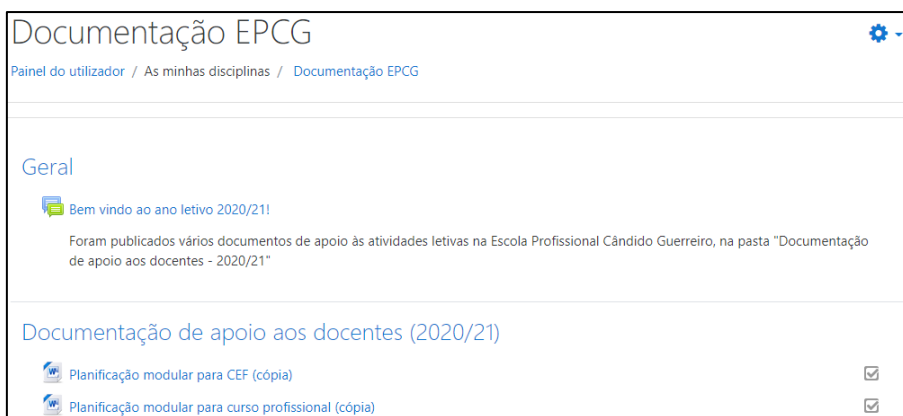 Documentação EPCG
Painel do utilizador / As minhas disciplinas / Documentação EPCG
Geral
Bem vindo ao ano letivo 2020/21!
Foram publicados vários documentos de apoio às atividades letivas na Escola Profissional Cândido Guerreiro, na pasta "Documentação
de apoio aos docentes - 2020/21"
Documentação de apoio aos docentes (2020/21)
Planificação modular para CEF (cópia)
Planificação modular para curso profissional (cópia)